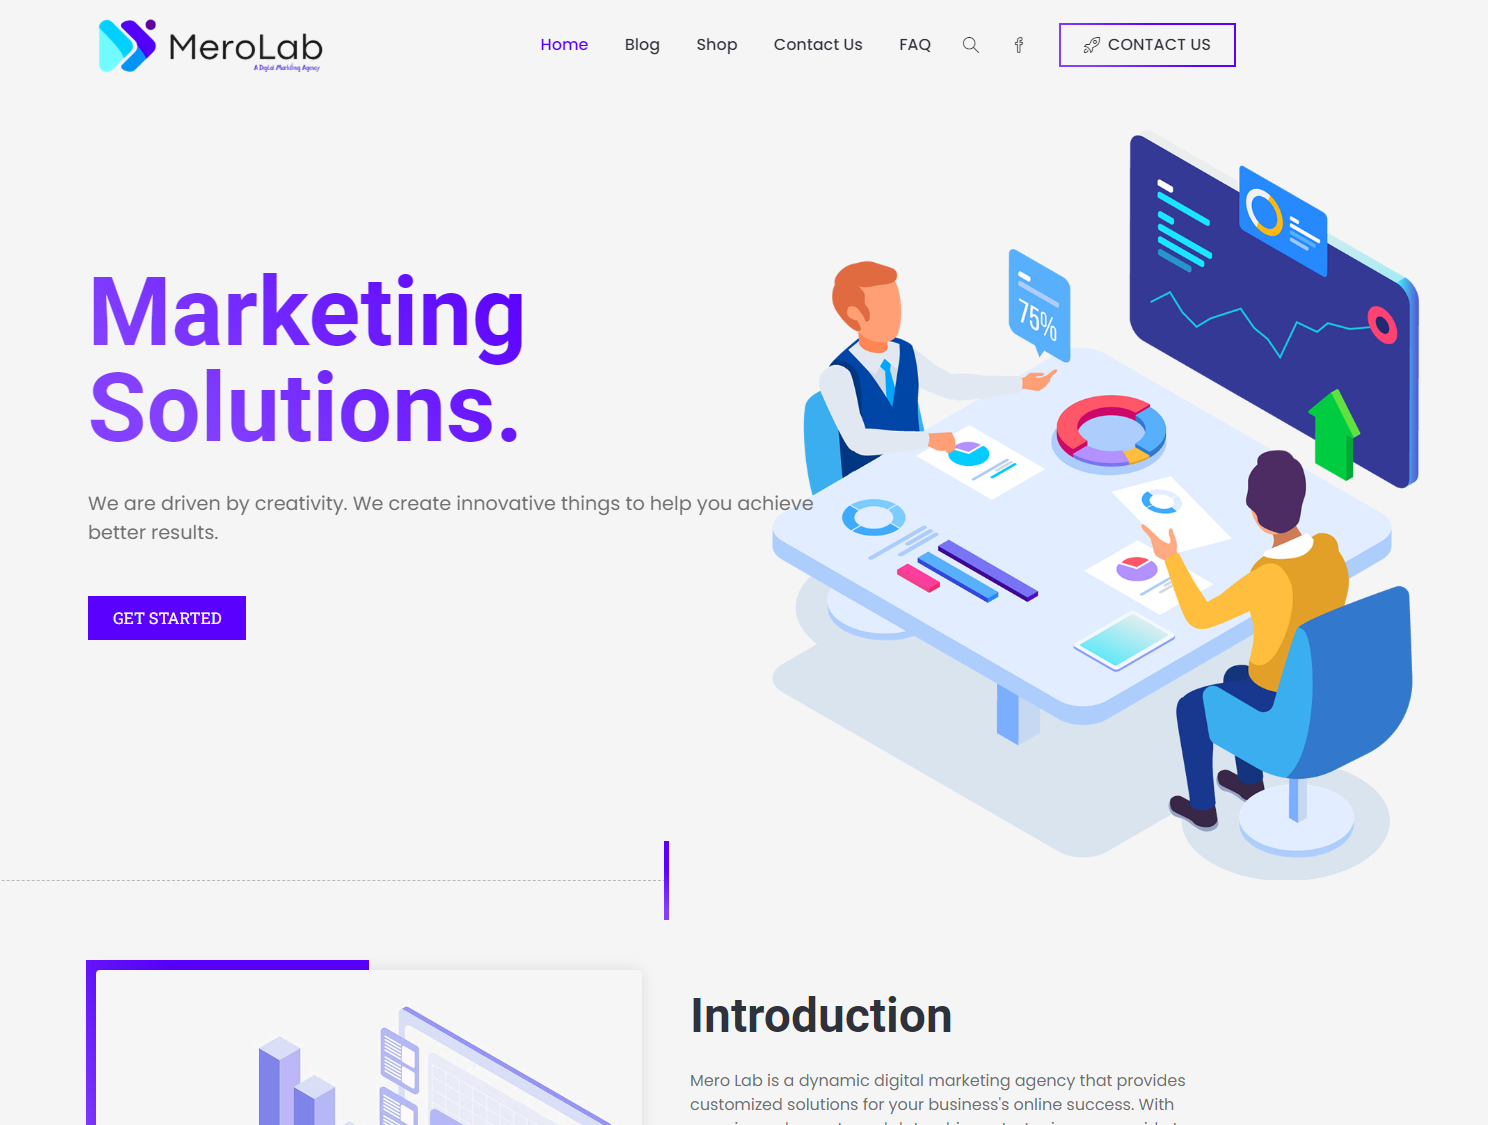 MeroLab
A Digital Marketing Agency
Home
Blog
Shop
Contact Us
FAQ
CONTACT US
75%
Marketing
Solutions.
We are driven by creativity. We create innovative things to help you achieve
better results.
GET STARTED
Introduction
Mero Lab is a dynamic digital marketing agency that provides
customized solutions for your business's online success. With